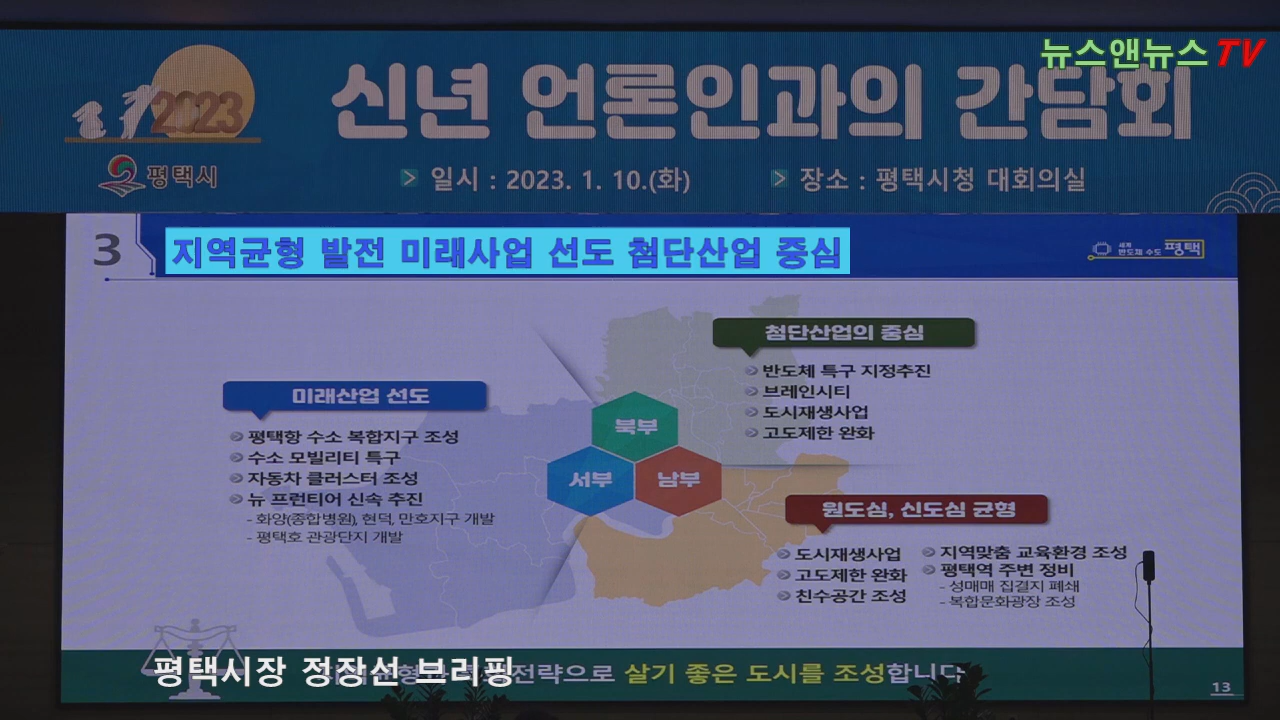 뉴스앤뉴스 TV
2023
신년 언론인과의 간담회
평택시
일시 : 2023. 1. 10.(화)
장소 : 평택시청 대회의실
3
지역균형 발전 미래사업 선도 첨단산업 중심
세계
반도체 수도 평택
첨단산업의 중심
반도체 특구 지정추진
브레인시티
도시재생사업
고도제한 완화
미래산업 선도
평택항 수소 복합지구 조성
수소 모빌리티 특구
자동차 클러스터 조성
뉴 프런티어 신속 추진
- 화양(종합병원), 현덕, 만호지구 개발
- 평택호 관광단지 개발
북부
서부
남부
원도심, 신도심 균형
도시재생사업
고도제한 완화
친수공간 조성
지역맞춤 교육환경 조성
평택역 주변 정비
- 성매매 집결지 폐쇄
- 복합문화광장 조성
평택시장 정장선 브리핑
전략으로 살기 좋은 도시를 조성합니다
13